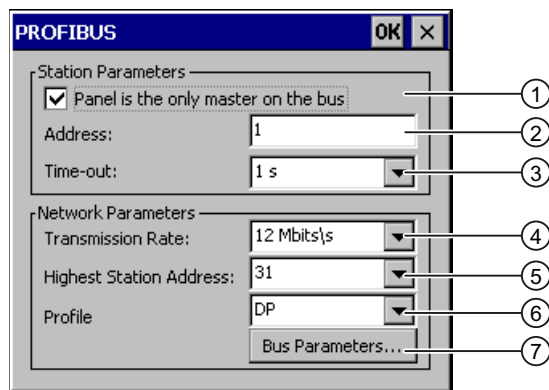 PROFIBUS OK ×
Station Parameters
Panel is the only master on the bus 1
Address: 1 2
Time-out: 1 s 3
Network Parameters
Transmission Rate: 12 Mbits\s 4
Highest Station Address: 31 5
Profile DP 6
Bus Parameters... 7